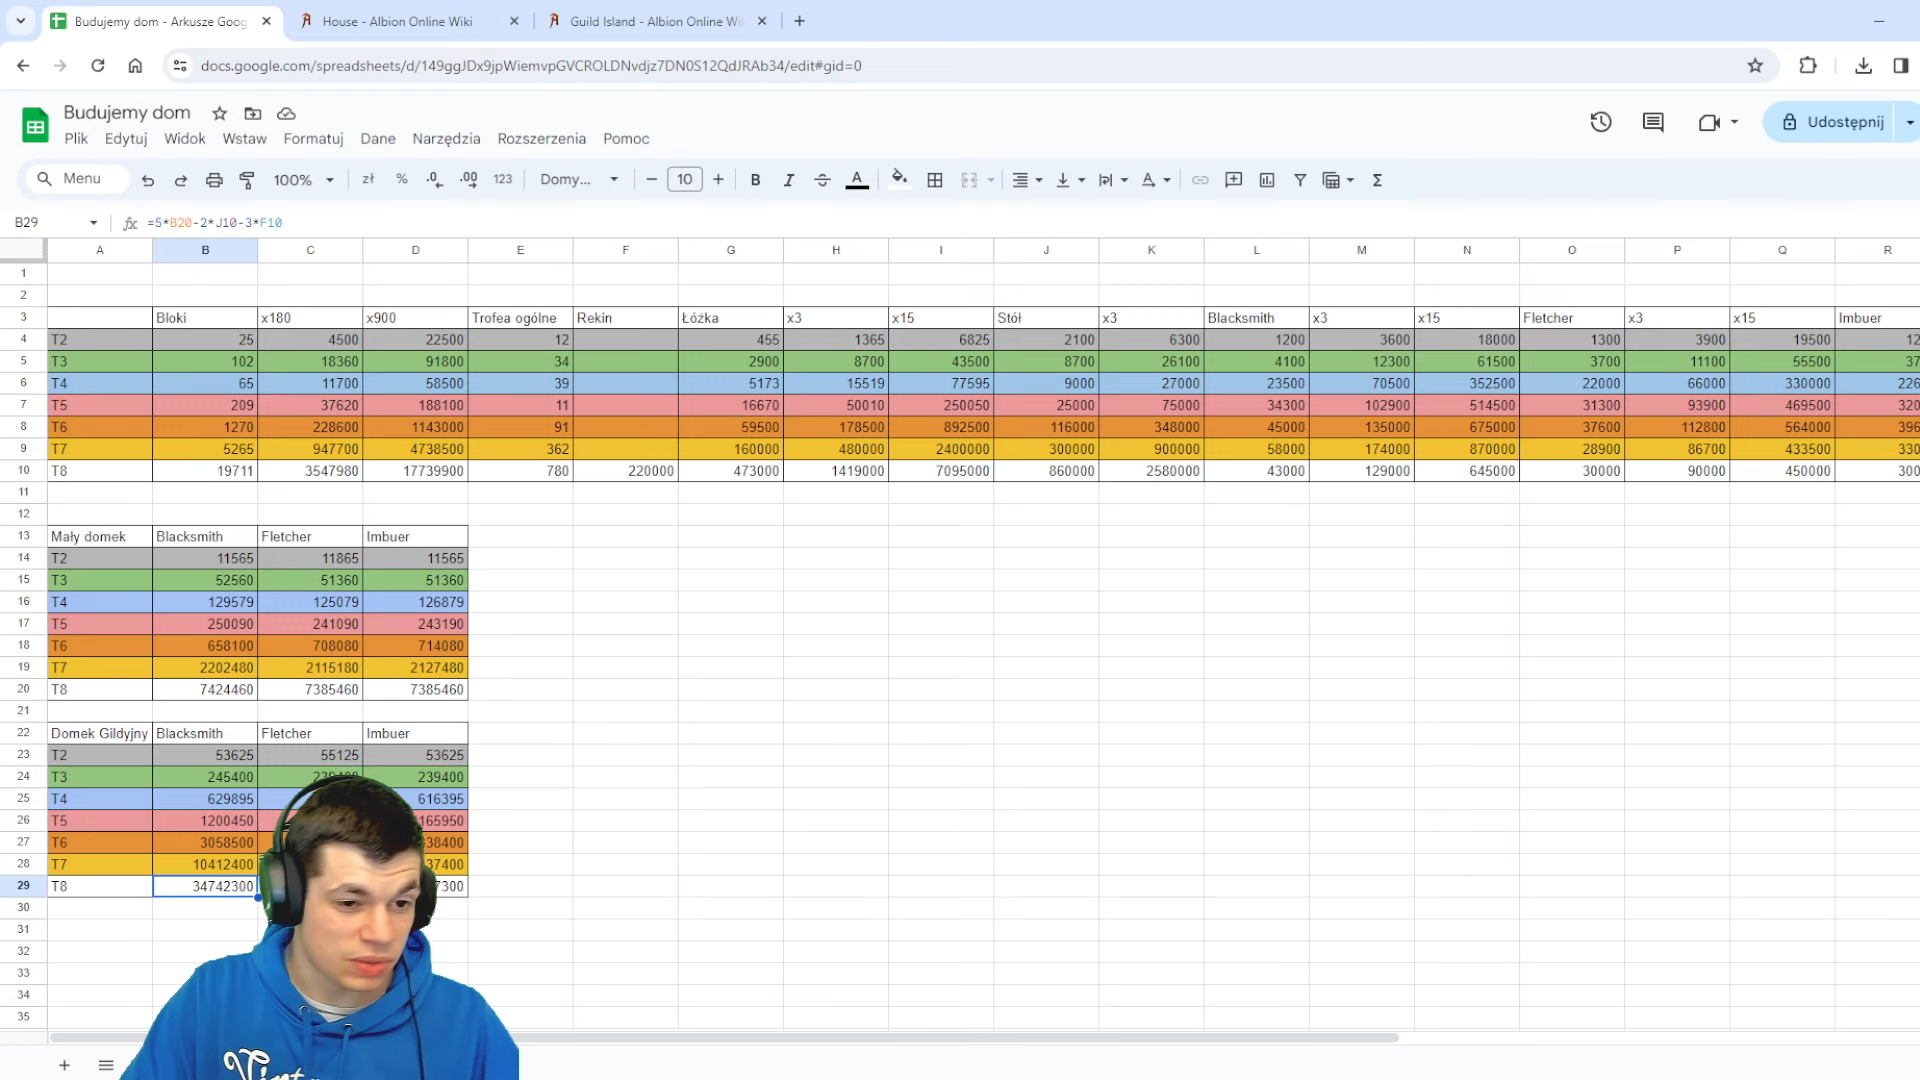 Budujemy dom - Arkusze Goog
House - Albion Online Wiki
Guild Island - Albion Online Wi
docs.google.com/spreadsheets/d/149ggJDx9jpWiemvpGVCROLDNvdjz7DN0S12QdJRAb34/edit#gid=0
Budujemy dom
Plik Edytuj Widok Wstaw Formatuj Dane Narzędzia Rozszerzenia Pomoc
Udostępnij
Menu 100% zł % .0 .00 123 Domy... 10 B I A Σ
B29 fx =5*B20-2*J10-3*F10
A B C D E F G H I J K L M N O P Q R
1
2
3 Bloki x180 x900 Trofea ogólne Rekin Łóżka x3 x15 Stół x3 Blacksmith x3 x15 Fletcher x3 x15 Imbuer
4 T2 25 4500 22500 12 455 1365 6825 2100 6300 1200 3600 18000 1300 3900 19500 12
5 T3 102 18360 91800 34 2900 8700 43500 8700 26100 4100 12300 61500 3700 11100 55500 37
6 T4 65 11700 58500 39 5173 15519 77595 9000 27000 23500 70500 352500 22000 66000 330000 226
7 T5 209 37620 188100 11 16670 50010 250050 25000 75000 34300 102900 514500 31300 93900 469500 320
8 T6 1270 228600 1143000 91 59500 178500 892500 116000 348000 45000 135000 675000 37600 112800 564000 396
9 T7 5265 947700 4738500 362 160000 480000 2400000 300000 900000 58000 174000 870000 28900 86700 433500 330
10 T8 19711 3547980 17739900 780 220000 473000 1419000 7095000 860000 2580000 43000 129000 645000 30000 90000 450000 300
11
12
13 Mały domek Blacksmith Fletcher Imbuer
14 T2 11565 11865 11565
15 T3 52560 51360 51360
16 T4 129579 125079 126879
17 T5 250090 241090 243190
18 T6 658100 708080 714080
19 T7 2202480 2115180 2127480
20 T8 7424460 7385460 7385460
21
22 Domek Gildyjny Blacksmith Fletcher Imbuer
23 T2 53625 55125 53625
24 T3 245400 239400
25 T4 629895 616395
26 T5 1200450 165950
27 T6 3058500 38400
28 T7 10412400 37400
29 T8 34742300 7300
30
31
32
33
34
35